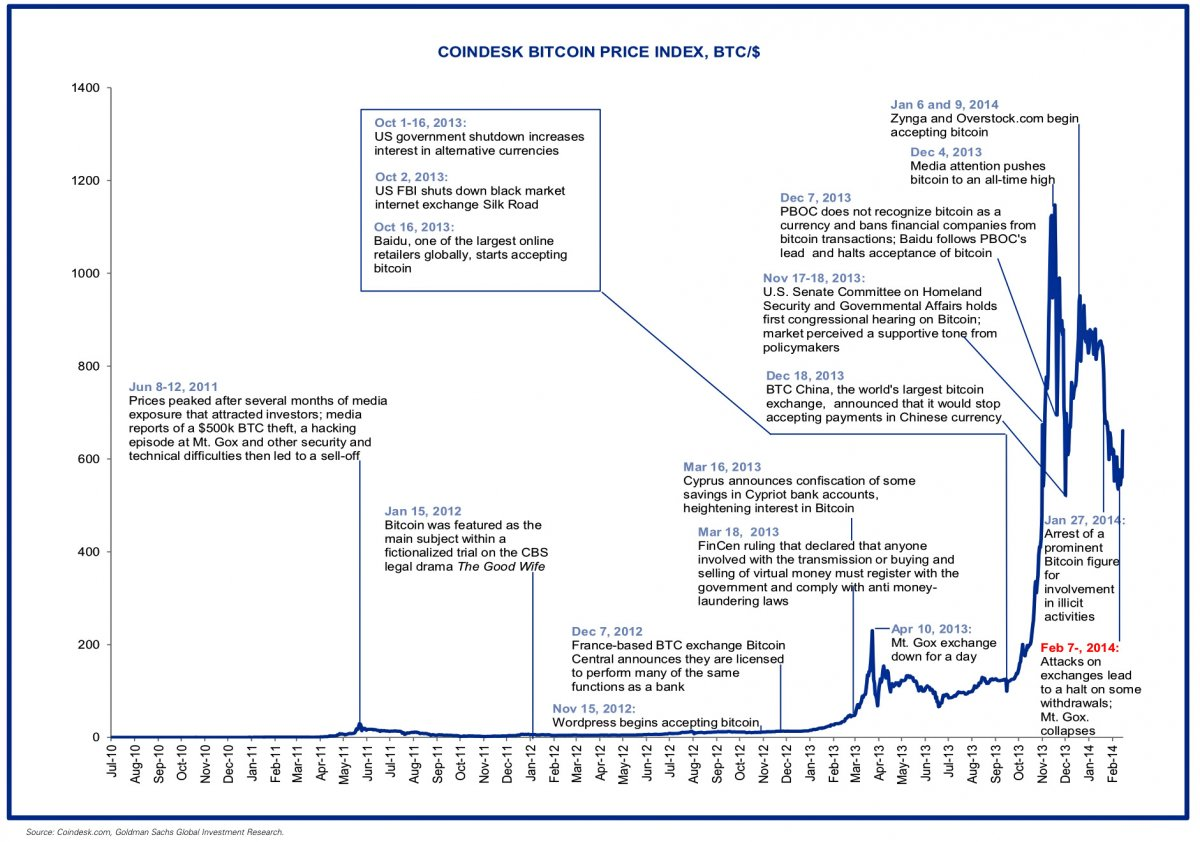 COINDESK BITCOIN PRICE INDEX, BTC/$
1400
1200
1000
800
600
400
200
0
Oct 1-16, 2013:
US government shutdown increases
interest in alternative currencies
Oct 2, 2013:
US FBI shuts down black market
internet exchange Silk Road
Oct 16, 2013:
Baidu, one of the largest online
retailers globally, starts accepting
bitcoin
Jan 6 and 9, 2014
Zynga and Overstock.com begin
accepting bitcoin
Dec 4, 2013
Media attention pushes
bitcoin to an all-time high
Dec 7, 2013
PBOC does not recognize bitcoin as a
currency and bans financial companies from
bitcoin transactions; Baidu follows PBOC's
lead and halts acceptance of bitcoin
Nov 17-18, 2013:
U.S. Senate Committee on Homeland
Security and Governmental Affairs holds
first congressional hearing on Bitcoin;
market perceived a supportive tone from
policymakers
Dec 18, 2013
BTC China, the world's largest bitcoin
exchange, announced that it would stop
accepting payments in Chinese currency
Jun 8-12, 2011
Prices peaked after several months of media
exposure that attracted investors; media
reports of a $500k BTC theft, a hacking
episode at Mt. Gox and other security and
technical difficulties then led to a sell-off
Jan 15, 2012
Bitcoin was featured as the
main subject within a
fictionalized trial on the CBS
legal drama The Good Wife
Mar 16, 2013
Cyprus announces confiscation of some
savings in Cypriot bank accounts,
heightening interest in Bitcoin
Mar 18, 2013
FinCen ruling that declared that anyone
involved with the transmission or buying and
selling of virtual money must register with the
government and comply with anti money-
laundering laws
Dec 7, 2012
France-based BTC exchange Bitcoin
Central announces they are licensed
to perform many of the same
functions as a bank
Nov 15, 2012:
Wordpress begins accepting bitcoin
Apr 10, 2013:
Mt. Gox exchange
down for a day
Jan 27, 2014:
Arrest of a
prominent
Bitcoin figure
for
involvement
in illicit
activities
Feb 7-, 2014:
Attacks on
exchanges lead
to a halt on some
withdrawals;
Mt. Gox.
collapses
Jul-10
Aug-10
Sep-10
Oct-10
Nov-10
Dec-10
Jan-11
Feb-11
Mar-11
Apr-11
May-11
Jun-11
Jul-11
Aug-11
Sep-11
Oct-11
Nov-11
Dec-11
Jan-12
Feb-12
Mar-12
Apr-12
May-12
Jun-12
Jul-12
Aug-12
Sep-12
Oct-12
Nov-12
Dec-12
Jan-13
Feb-13
Mar-13
Apr-13
May-13
Jun-13
Jul-13
Aug-13
Sep-13
Oct-13
Nov-13
Dec-13
Jan-14
Feb-14
Source: Coindesk.com, Goldman Sachs Global Investment Research.